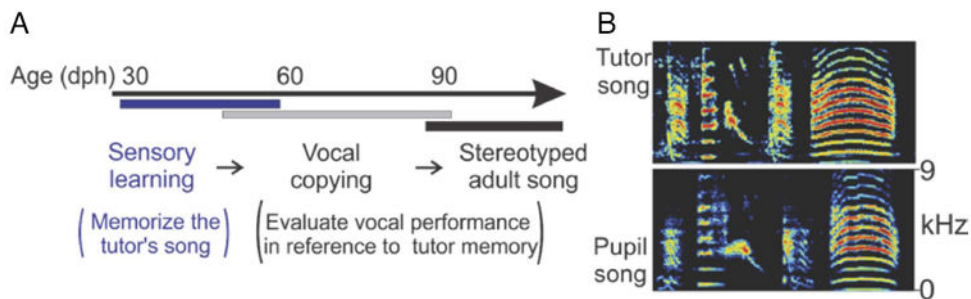 A
Age (dph) 30 60 90
Sensory learning → Vocal copying → Stereotyped adult song
(Memorize the tutor's song) (Evaluate vocal performance in reference to tutor memory)
B
Tutor song
Pupil song
9
kHz
0